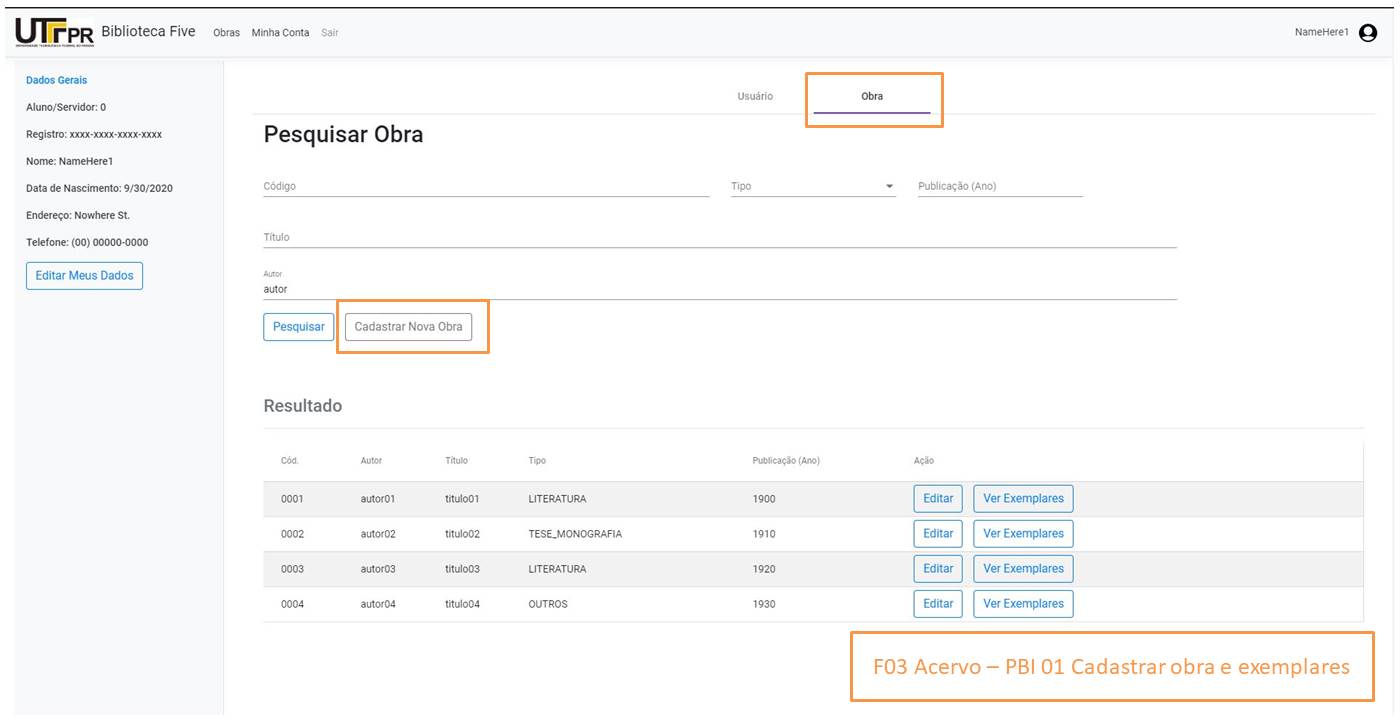 UTFPR Biblioteca Five Obras Minha Conta Sair NameHere1
Dados Gerais
Aluno/Servidor: 0
Registro: xxxx-xxxx-xxxx-xxxx
Nome: NameHere1
Data de Nascimento: 9/30/2020
Endereço: Nowhere St.
Telefone: (00) 00000-0000
Editar Meus Dados
Usuário Obra
Pesquisar Obra
Código Tipo Publicação (Ano)
Título
Autor
autor
Pesquisar Cadastrar Nova Obra
Resultado
Cód. Autor Título Tipo Publicação (Ano) Ação
0001 autor01 titulo01 LITERATURA 1900 Editar Ver Exemplares
0002 autor02 titulo02 TESE_MONOGRAFIA 1910 Editar Ver Exemplares
0003 autor03 titulo03 LITERATURA 1920 Editar Ver Exemplares
0004 autor04 titulo04 OUTROS 1930 Editar Ver Exemplares
F03 Acervo – PBI 01 Cadastrar obra e exemplares